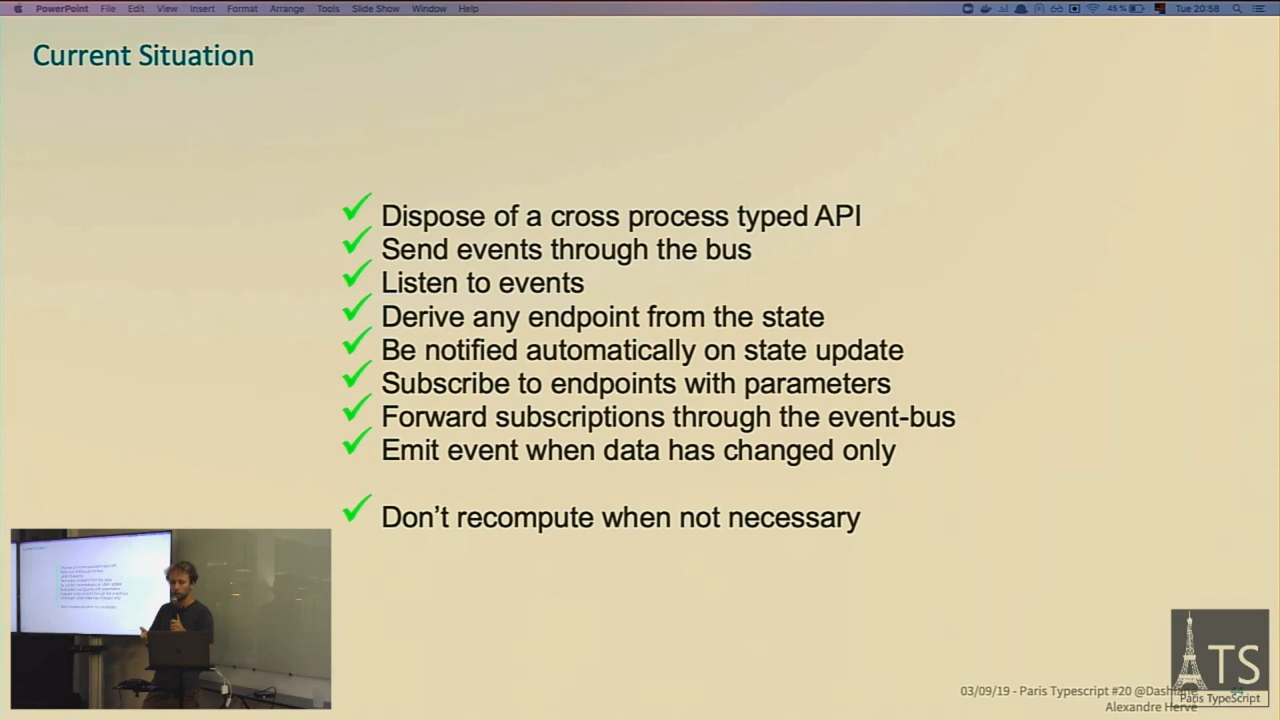 PowerPoint File Edit View Insert Format Arrange Tools Slide Show Window Help 45% Tue 20:58
Current Situation
Dispose of a cross process typed API
Send events through the bus
Listen to events
Derive any endpoint from the state
Be notified automatically on state update
Subscribe to endpoints with parameters
Forward subscriptions through the event-bus
Emit event when data has changed only
Don't recompute when not necessary
TS
Paris TypeScript
03/09/19 - Paris Typescript #20
Alexandre Hervé